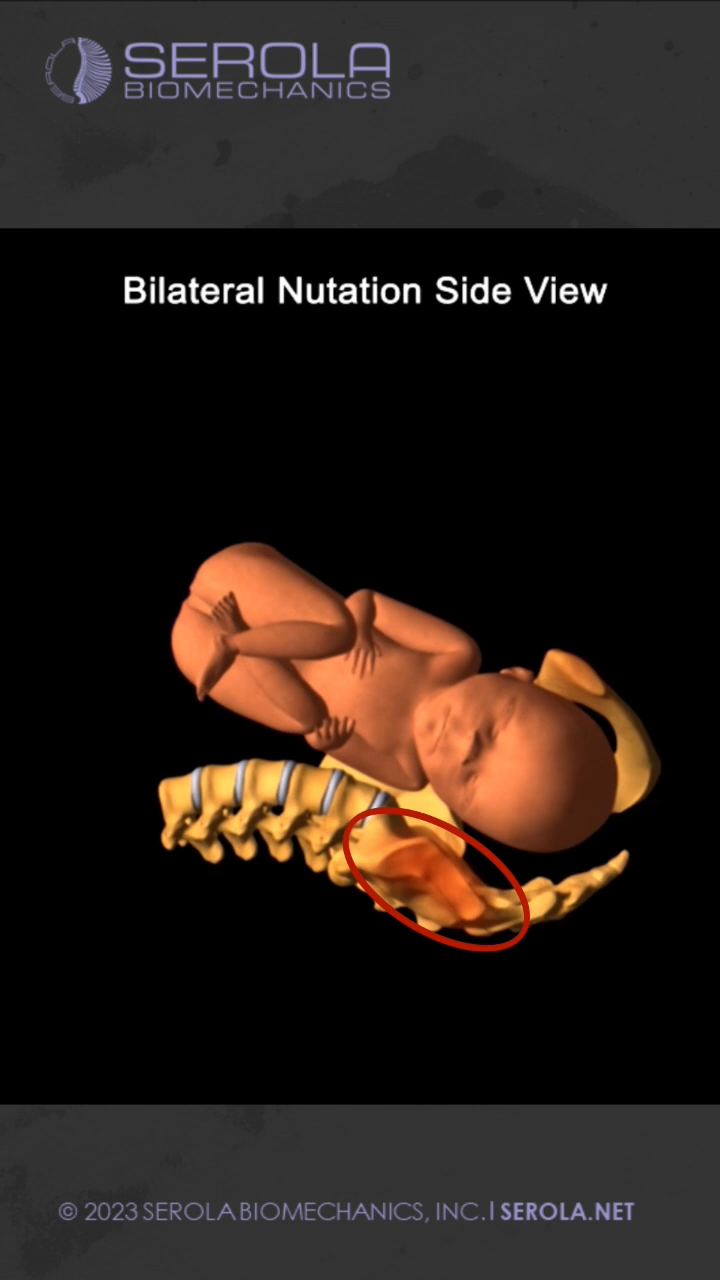 SEROLA
BIOMECHANICS
Bilateral Nutation Side View
© 2023 SEROLA BIOMECHANICS, INC. | SEROLA.NET